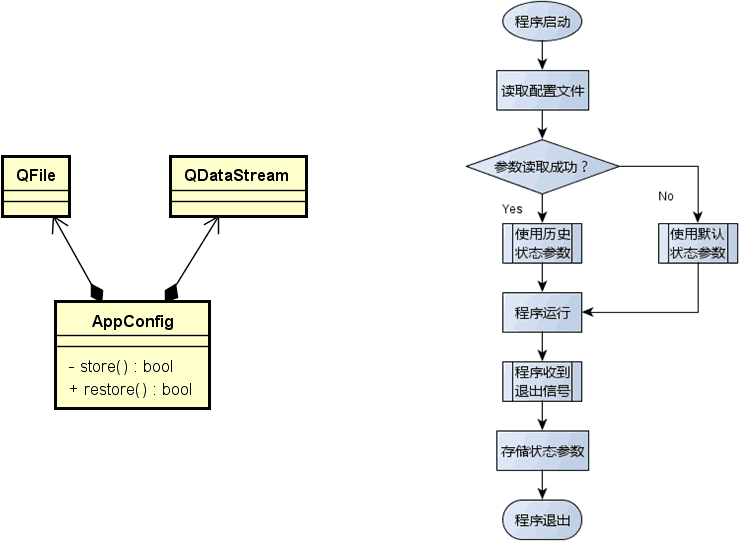 QFile
QDataStream
AppConfig
- store() : bool
+ restore() : bool
程序启动
读取配置文件
参数读取成功？
Yes
No
使用历史
状态参数
使用默认
状态参数
程序运行
程序收到
退出信号
存储状态参数
程序退出